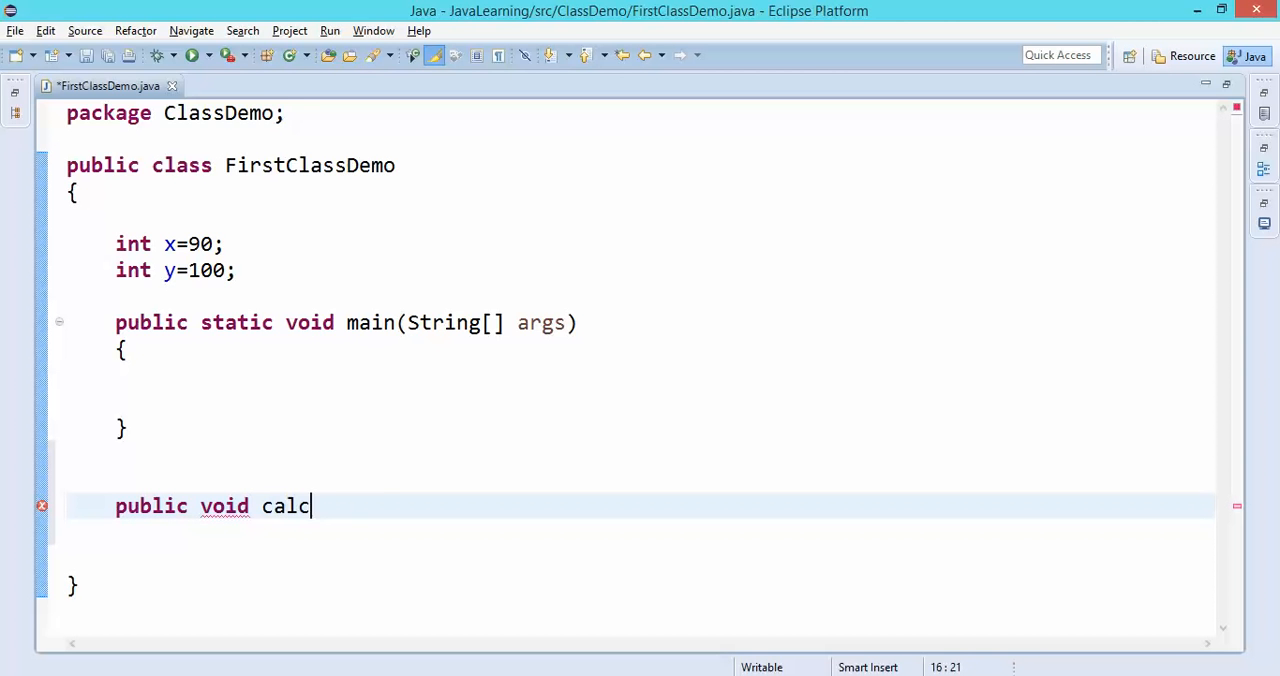 Java - JavaLearning/src/ClassDemo/FirstClassDemo.java - Eclipse Platform
File Edit Source Refactor Navigate Search Project Run Window Help
Quick Access Resource Java
*FirstClassDemo.java
package ClassDemo;
public class FirstClassDemo
{
int x=90;
int y=100;
public static void main(String[] args)
{
}
public void calc
}
Writable Smart Insert 16 : 21